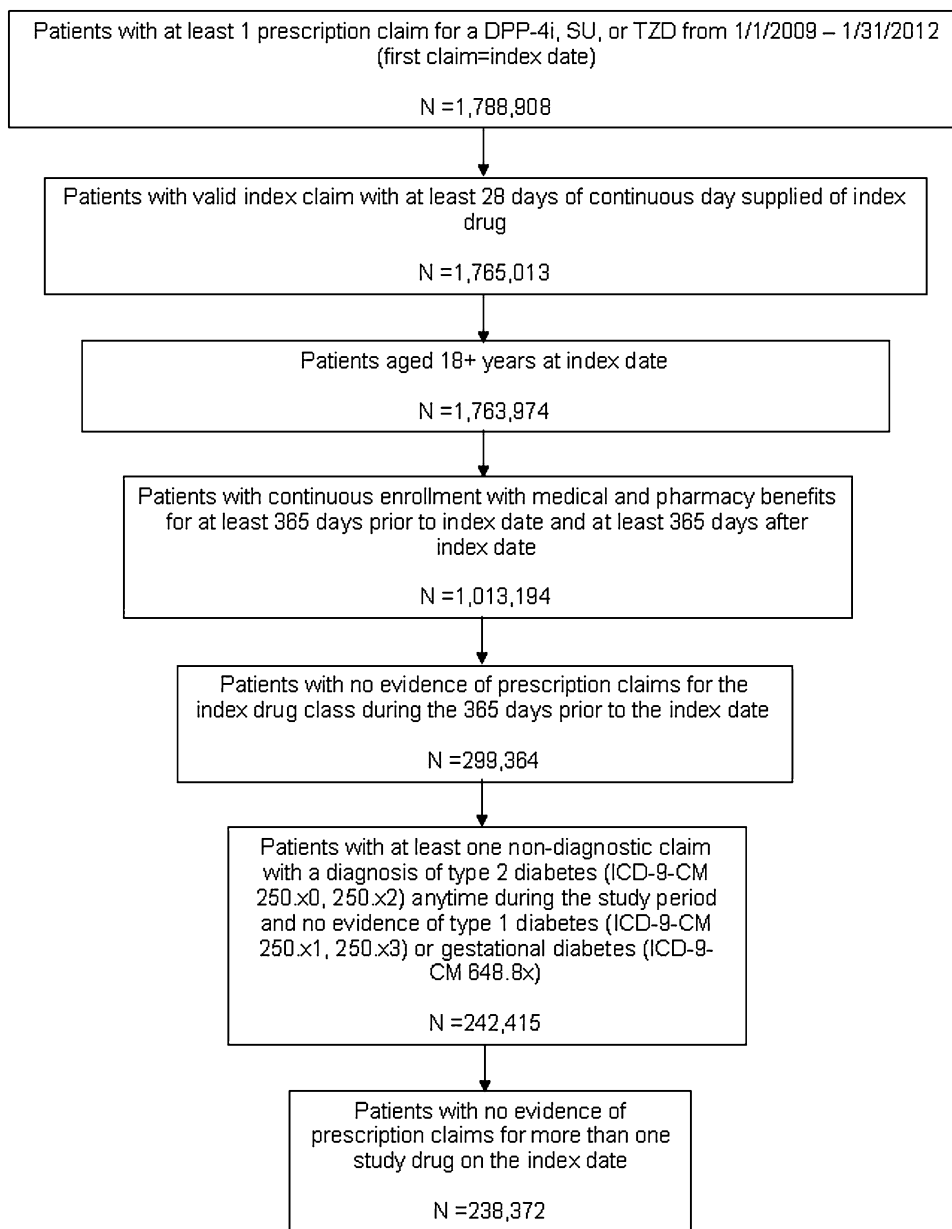 Patients with at least 1 prescription claim for a DPP-4i, SU, or TZD from 1/1/2009 – 1/31/2012
(first claim=index date)
N =1,788,908
Patients with valid index claim with at least 28 days of continuous day supplied of index
drug
N =1,765,013
Patients aged 18+ years at index date
N =1,763,974
Patients with continuous enrollment with medical and pharmacy benefits
for at least 365 days prior to index date and at least 365 days after
index date
N =1,013,194
Patients with no evidence of prescription claims for the
index drug class during the 365 days prior to the index date
N =299,364
Patients with at least one non-diagnostic claim
with a diagnosis of type 2 diabetes (ICD-9-CM
250.x0, 250.x2) anytime during the study period
and no evidence of type 1 diabetes (ICD-9-CM
250.x1, 250.x3) or gestational diabetes (ICD-9-
CM 648.8x)
N =242,415
Patients with no evidence of
prescription claims for more than one
study drug on the index date
N =238,372